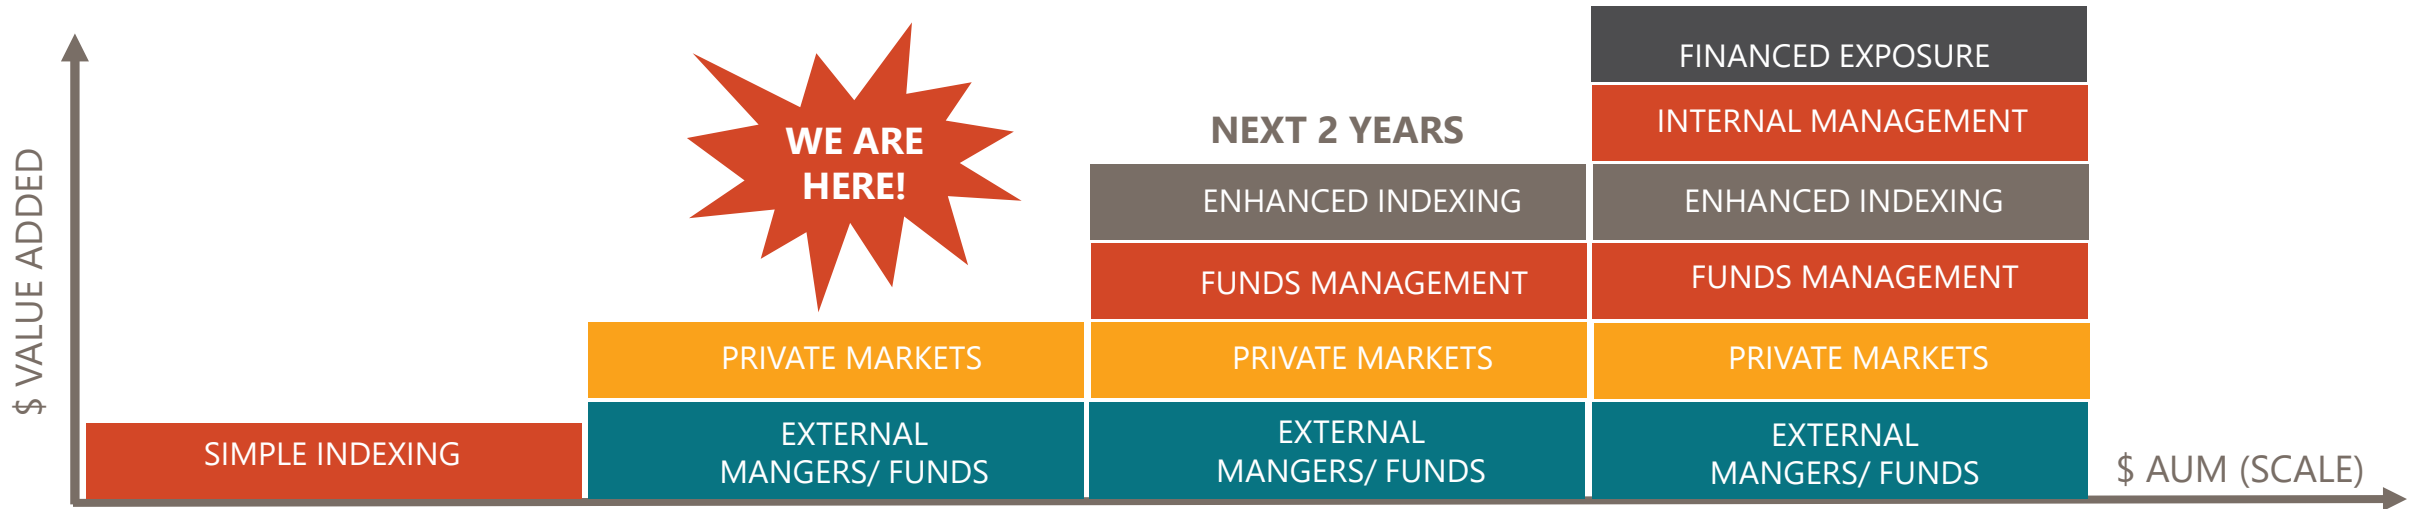 $ VALUE ADDED
SIMPLE INDEXING
WE ARE
HERE!
PRIVATE MARKETS
EXTERNAL
MANGERS/ FUNDS
NEXT 2 YEARS
ENHANCED INDEXING
FUNDS MANAGEMENT
PRIVATE MARKETS
EXTERNAL
MANGERS/ FUNDS
FINANCED EXPOSURE
INTERNAL MANAGEMENT
ENHANCED INDEXING
FUNDS MANAGEMENT
PRIVATE MARKETS
EXTERNAL
MANGERS/ FUNDS
$ AUM (SCALE)